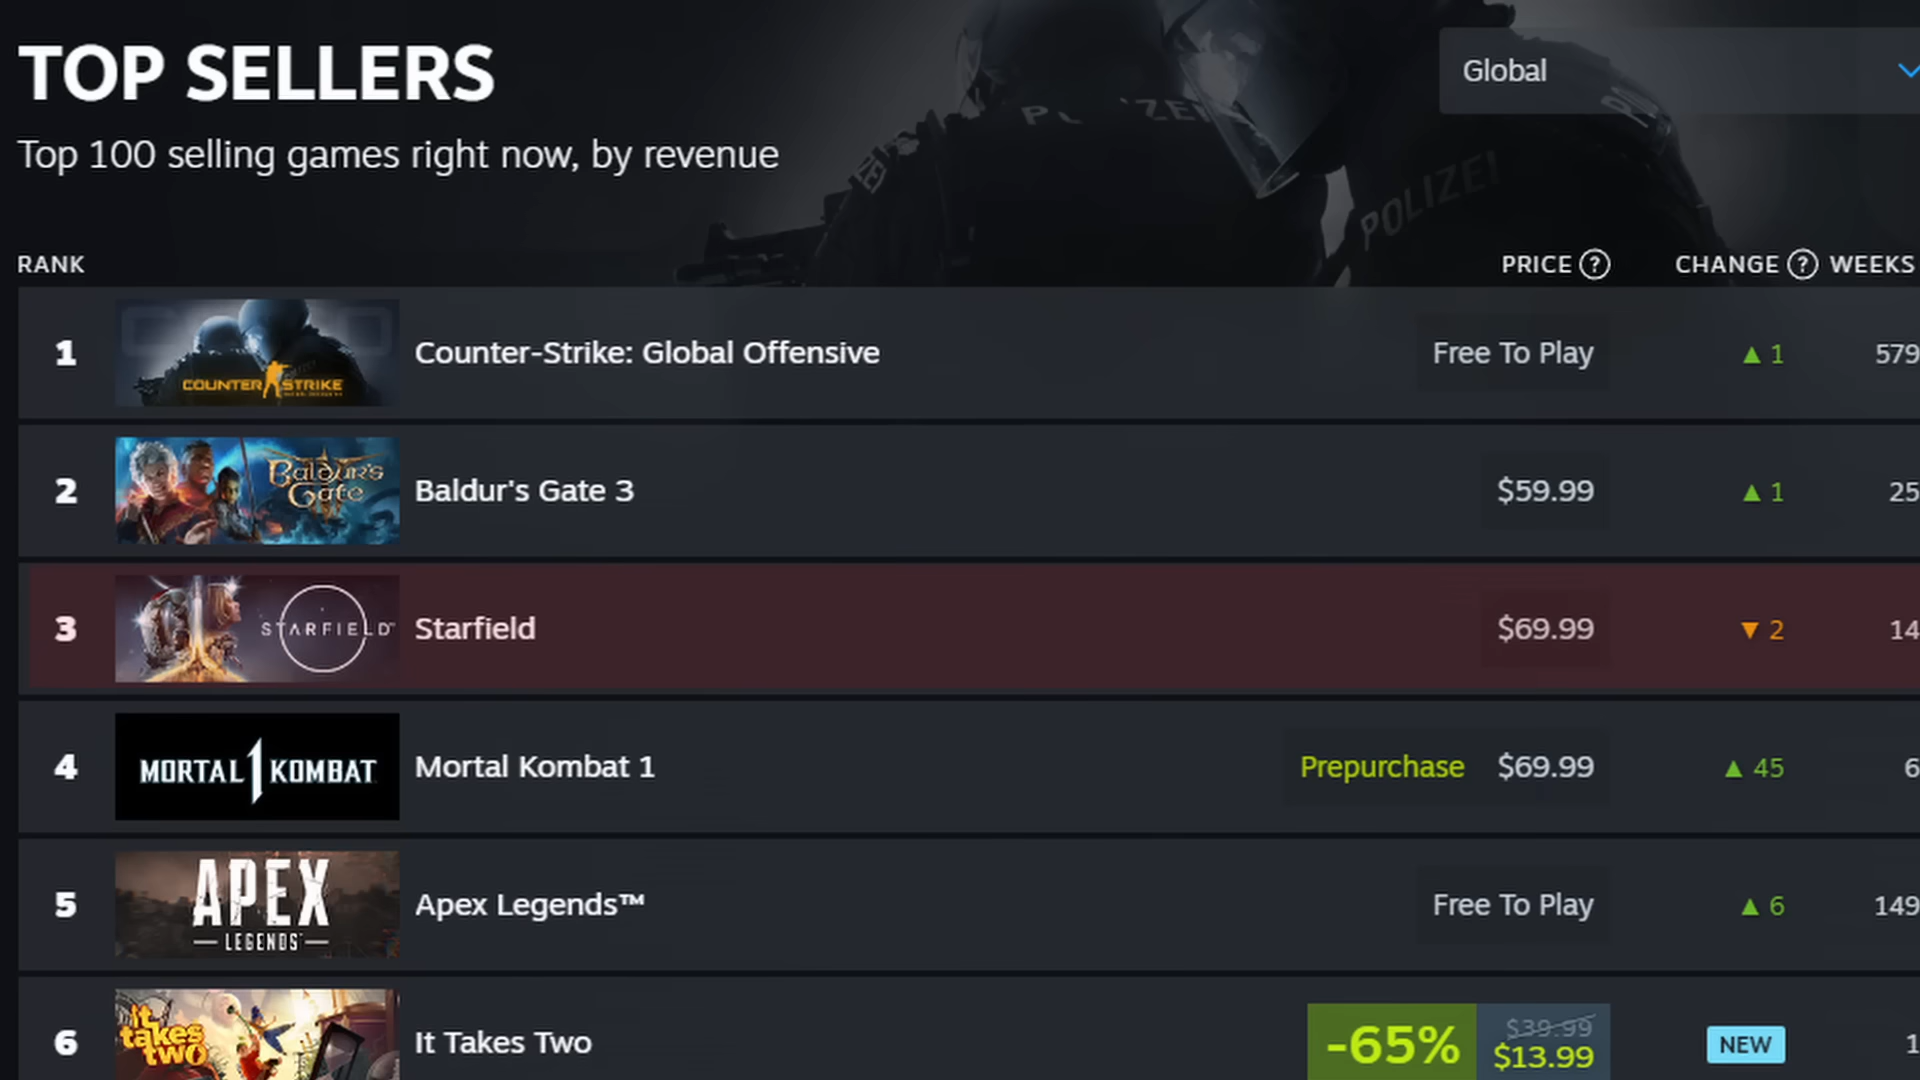 TOP SELLERS
Global
Top 100 selling games right now, by revenue
POLIZEI
RANK PRICE ? CHANGE ? WEEKS
1 COUNTER STRIKE Counter-Strike: Global Offensive Free To Play ▲ 1 579
2 Baldur's Gate Baldur's Gate 3 $59.99 ▲ 1 25
3 STARFIELD Starfield $69.99 ▼ 2 14
4 MORTAL KOMBAT 1 Mortal Kombat 1 Prepurchase $69.99 ▲ 45 6
5 APEX LEGENDS Apex Legends™ Free To Play ▲ 6 149
6 it takes two It Takes Two -65% $39.99 $13.99 NEW 1